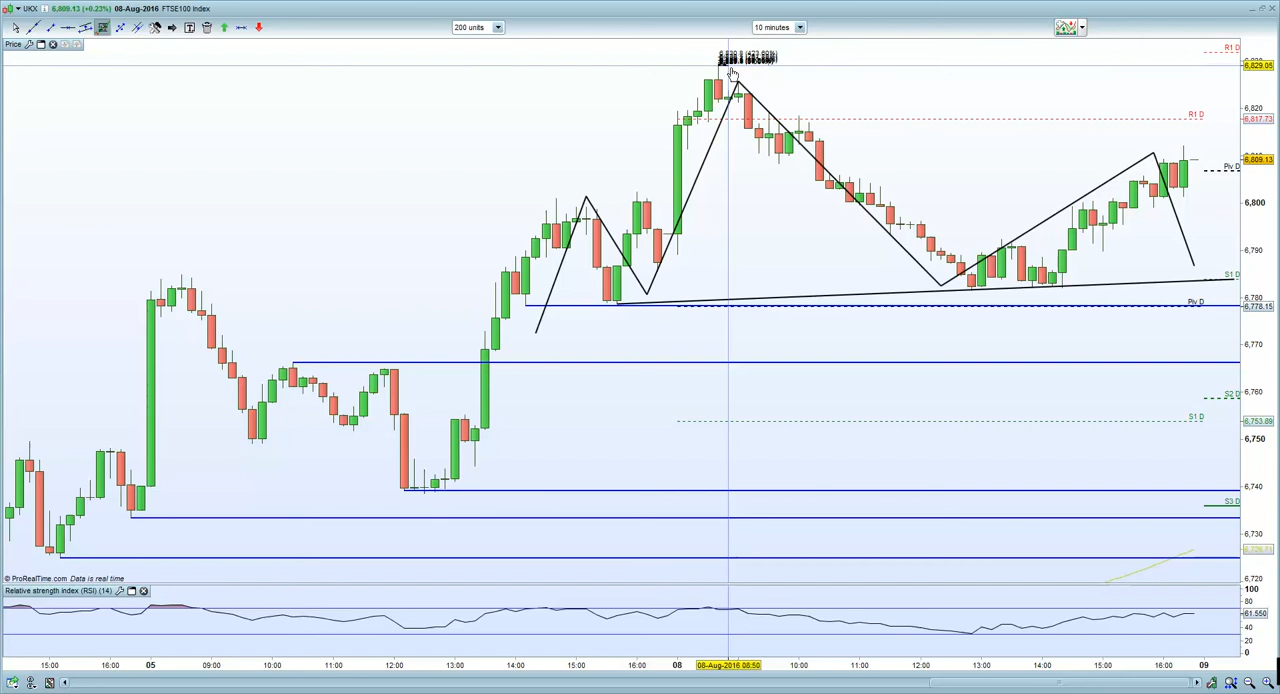 UKX 6,809.13 (+0.23%) 08-Aug-2016 FTSE100 Index
200 units
10 minutes
Price
R1 D
6,829.05
6,820
R1 D
6,817.73
6,809.13
Piv D
6,800
6,790
S1 D
6,780
Piv D
6,778.15
6,770
6,760
S2 D
S1 D
6,753.89
6,750
6,740
S3 D
6,730
6,720
© ProRealTime.com Data is real time
Relative strength index (RSI) (14)
100
80
61.550
40
20
0
15:00 16:00 05 09:00 10:00 11:00 12:00 13:00 14:00 15:00 16:00 08 08-Aug-2016 08:50 10:00 11:00 12:00 13:00 14:00 15:00 16:00 09